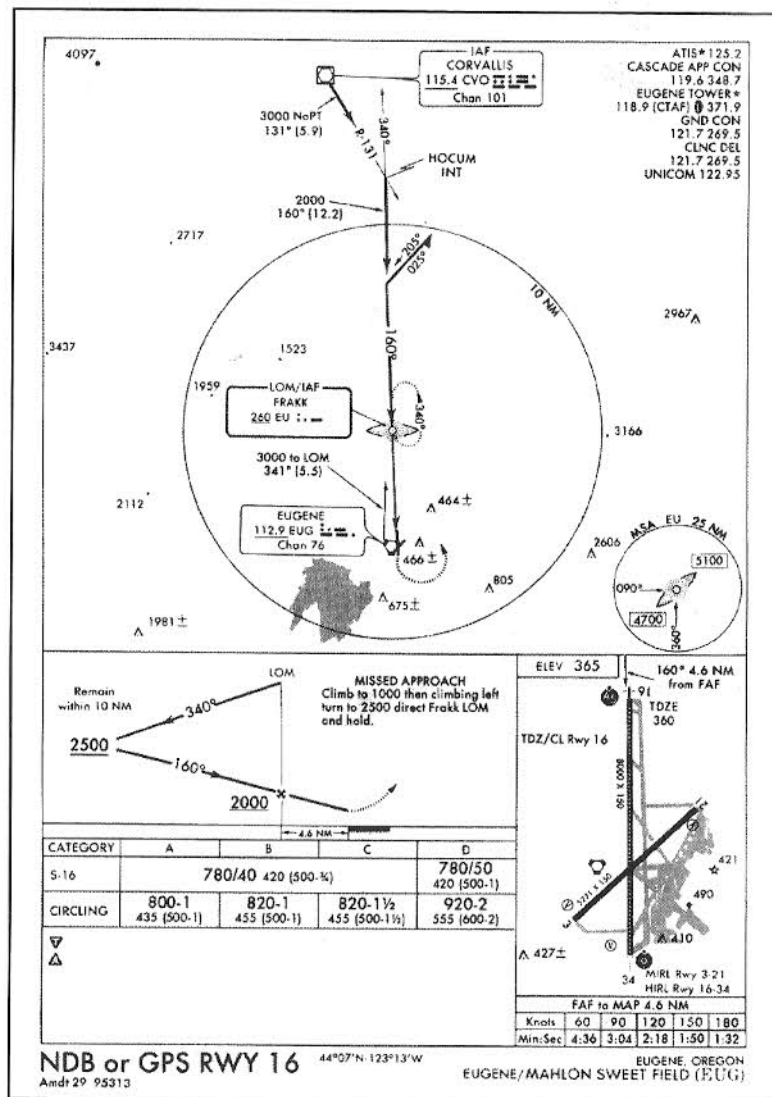 4097
IAF
CORVALLIS
115.4 CVO
Chan 101
ATIS* 125.2
CASCADE APP CON
119.6 348.7
EUGENE TOWER*
118.9 (CTAF) 371.9
GND CON
121.7 269.5
CLNC DEL
121.7 269.5
UNICOM 122.95
3000 NoPT
131° (5.9)
R-131
340°
HOCUM
INT
2000
160° (12.2)
2717
205°
025°
10 NM
2967
160°
3437
1523
1959
LOM/IAF
FRAKK
260 EU
340°
3166
3000 to LOM
341° (5.5)
2112
464±
EUGENE
112.9 EUG
Chan 76
466±
2606
MSA EU 25 NM
5100
090°
4700
360°
805
675±
1981±
Remain
within 10 NM
LOM
MISSED APPROACH
Climb to 1000 then climbing left
turn to 2500 direct Frakk LOM
and hold.
340°
2500
160°
2000
4.6 NM
ELEV 365
160° 4.6 NM
from FAF
16
TDZE
360
TDZ/CL Rwy 16
8000 X 150
21
5221 X 150
421
490
3
410
427±
34
MIRL Rwy 3-21
HIRL Rwy 16-34
CATEGORY A B C D
S-16 780/40 420 (500-¾) 780/50
420 (500-1)
CIRCLING 800-1 820-1 820-1½ 920-2
435 (500-1) 455 (500-1) 455 (500-1½) 555 (600-2)
FAF to MAP 4.6 NM
Knots 60 90 120 150 180
Min:Sec 4:36 3:04 2:18 1:50 1:32
NDB or GPS RWY 16 44°07'N-123°13'W
Amdt 29 95313
EUGENE, OREGON
EUGENE/MAHLON SWEET FIELD (EUG)